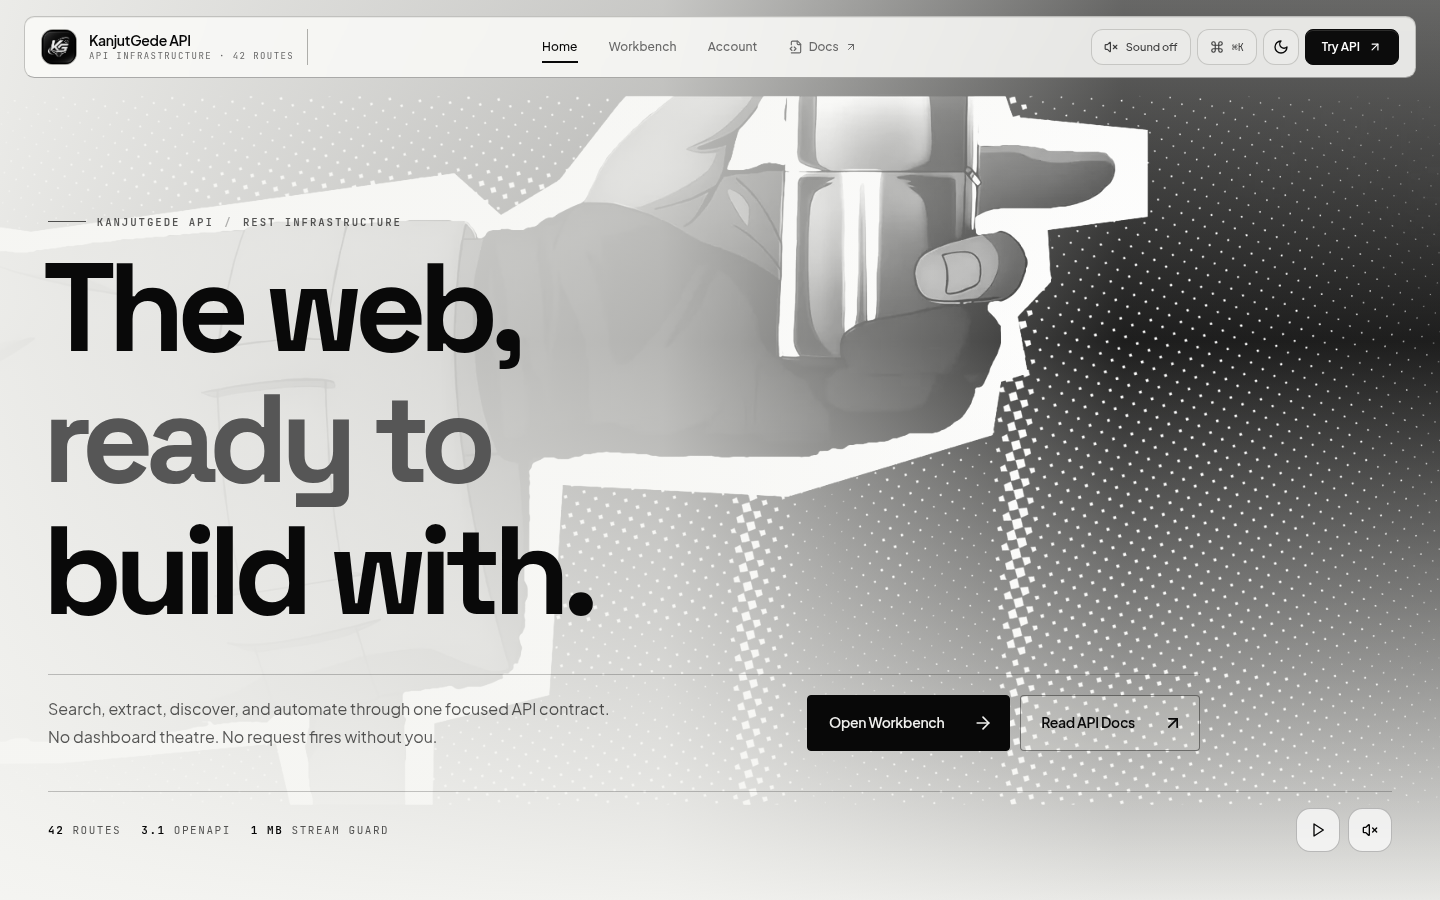 KanjutGede API
API INFRASTRUCTURE · 42 ROUTES
Home
Workbench
Account
Docs
Sound off
⌘K
Try API
KANJUTGEDE API / REST INFRASTRUCTURE
The web,
ready to
build with.
Search, extract, discover, and automate through one focused API contract.
No dashboard theatre. No request fires without you.
Open Workbench
Read API Docs
42 ROUTES 3.1 OPENAPI 1 MB STREAM GUARD